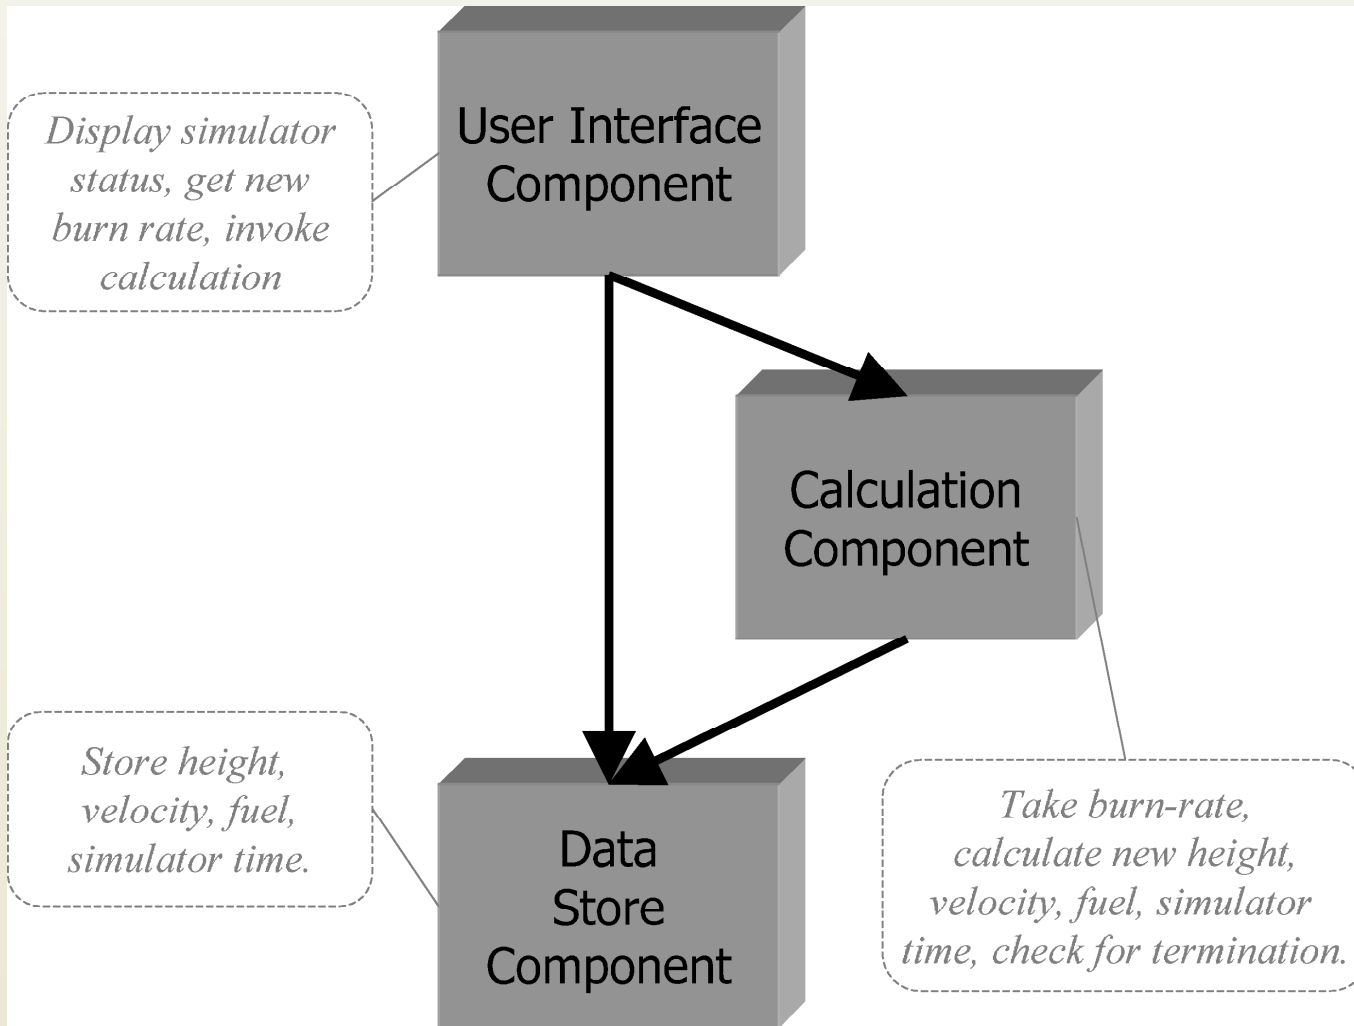 User Interface
Component
Display simulator
status, get new
burn rate, invoke
calculation
Calculation
Component
Store height,
velocity, fuel,
simulator time.
Data
Store
Component
Take burn-rate,
calculate new height,
velocity, fuel, simulator
time, check for termination.